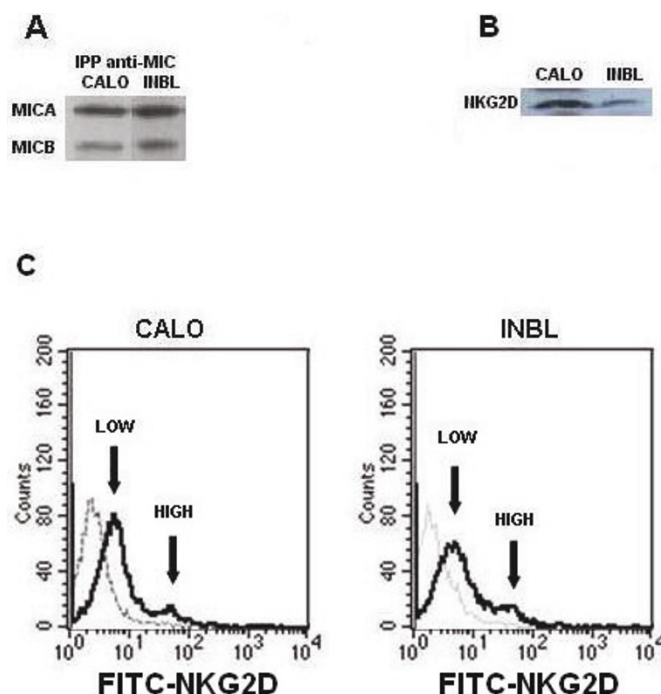 A
IPP anti-MIC
CALO INBL
MICA
MICB
B
CALO INBL
NKG2D
C
CALO
200
160
120
80
40
0
Counts
LOW
HIGH
10^0 10^1 10^2 10^3 10^4
FITC-NKG2D
INBL
200
160
120
80
40
0
Counts
LOW
HIGH
10^0 10^1 10^2 10^3 10^4
FITC-NKG2D